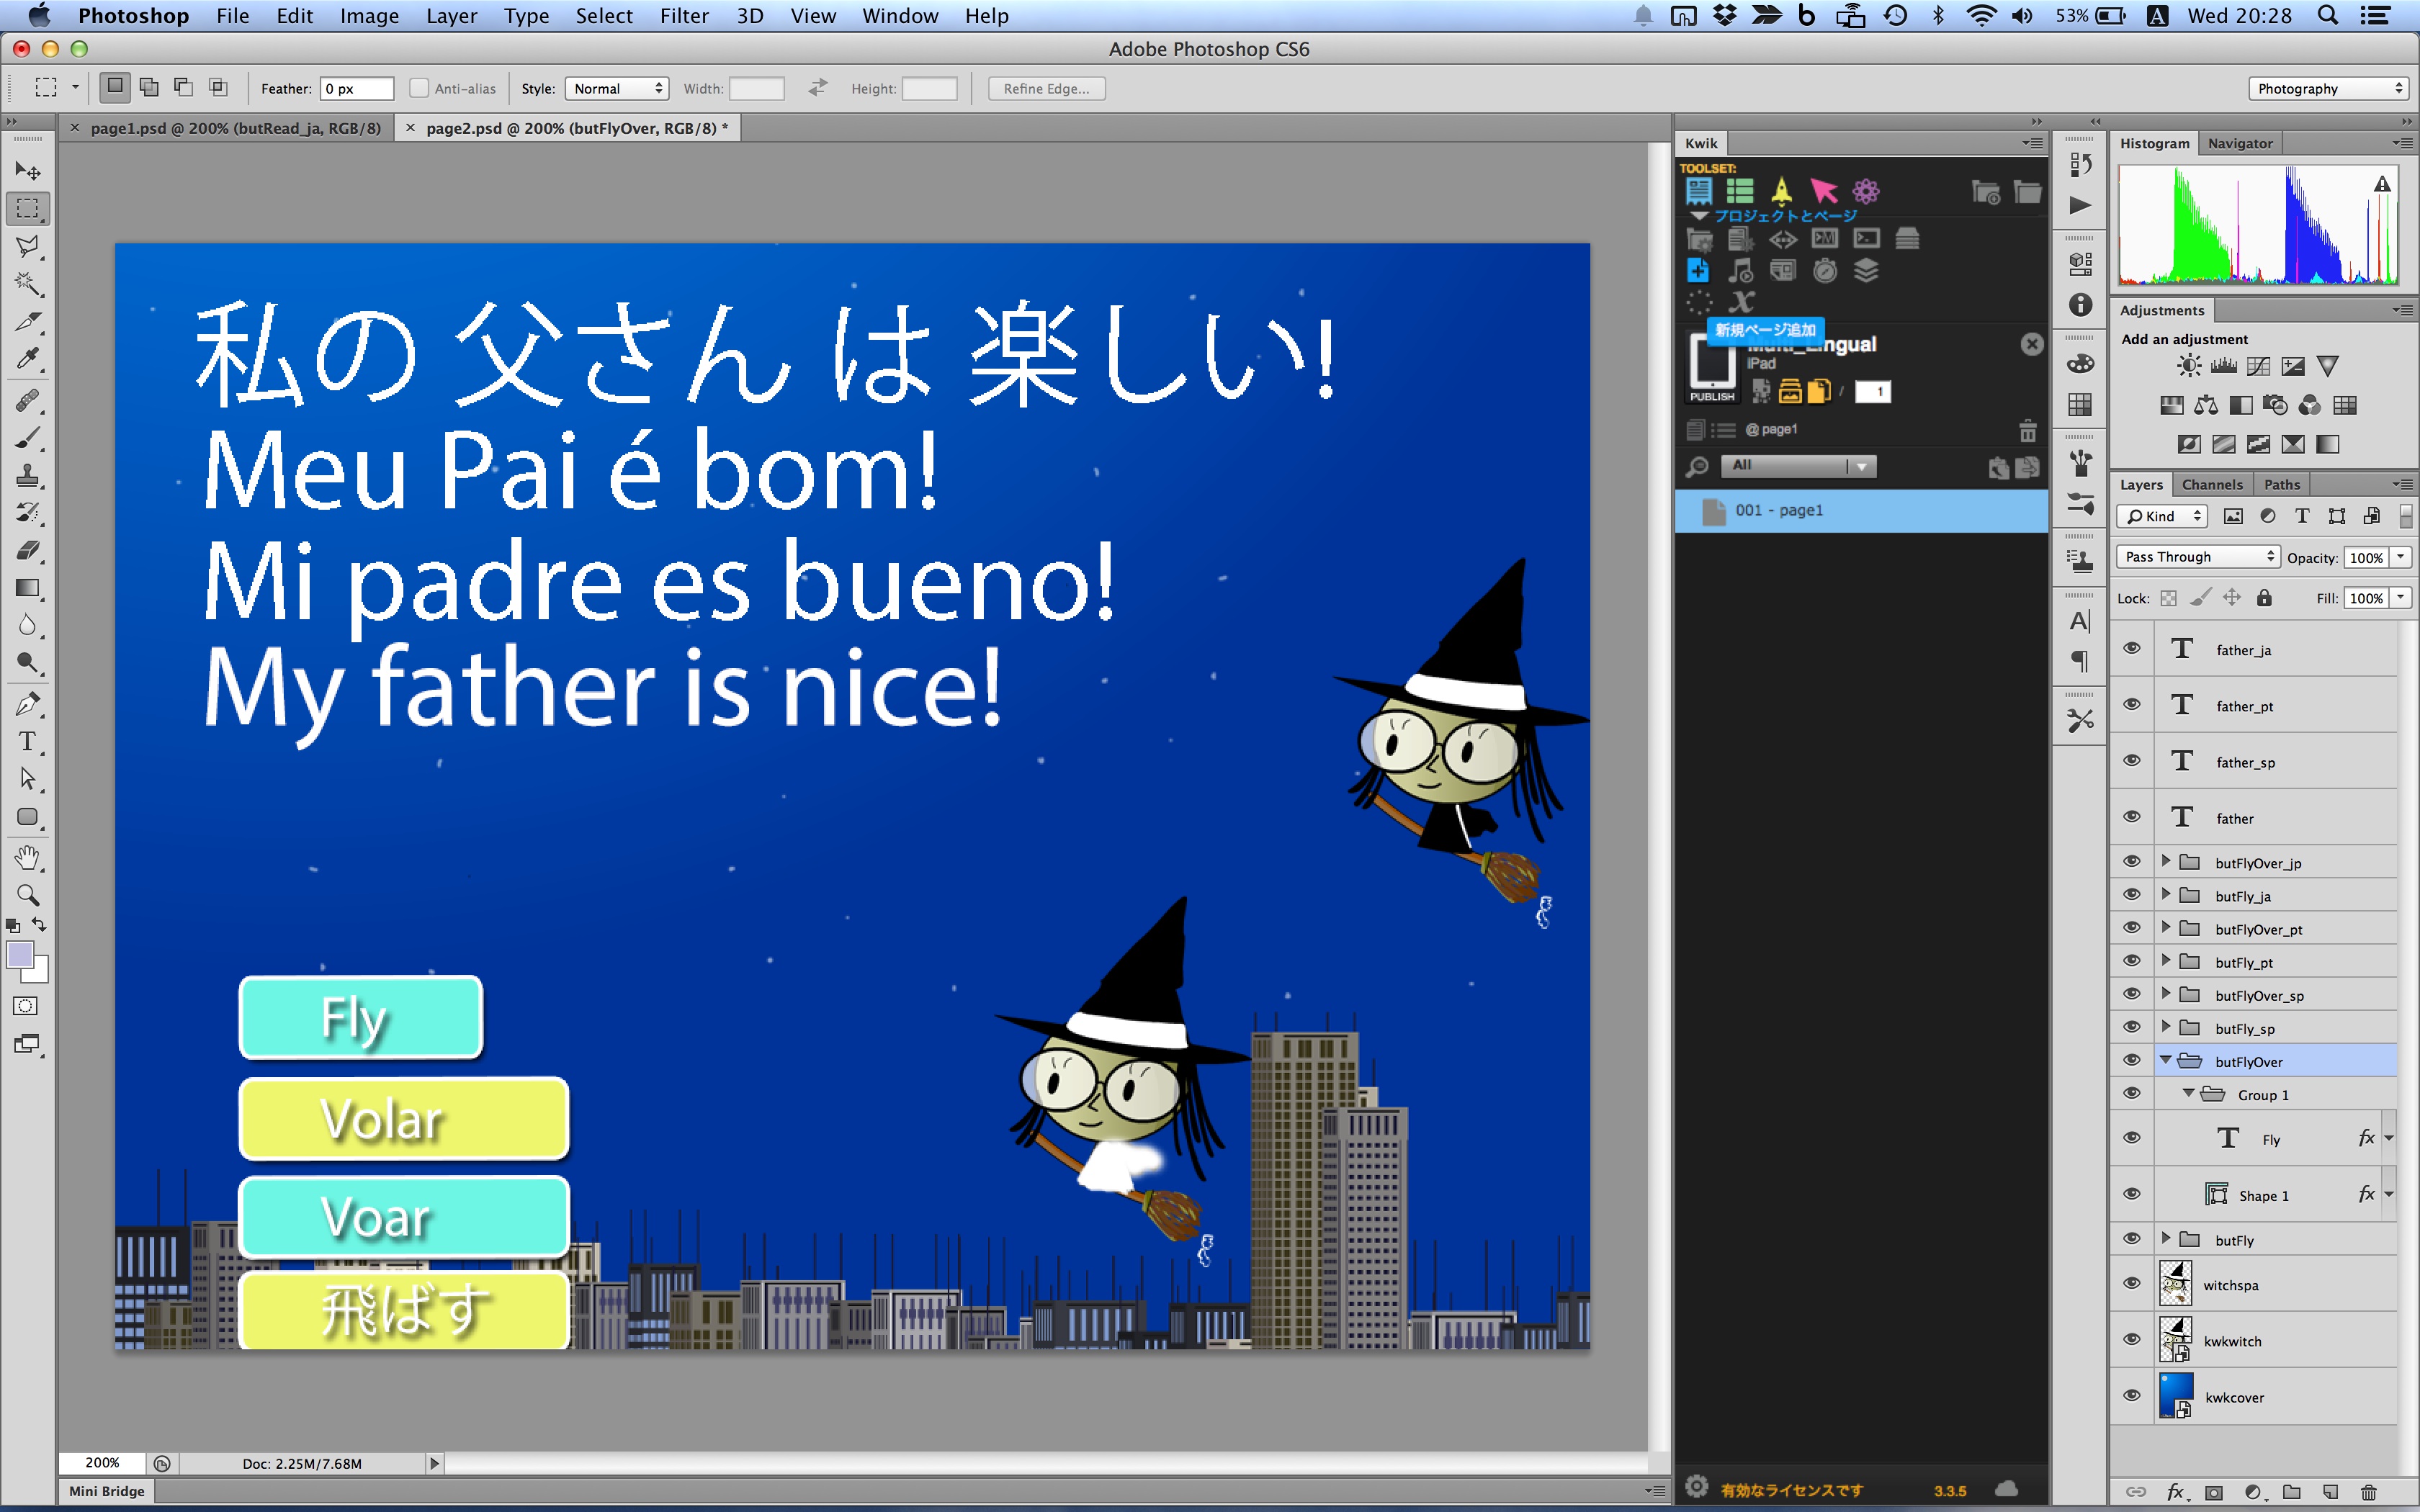 Photoshop File Edit Image Layer Type Select Filter 3D View Window Help
53% A Wed 20:28
Adobe Photoshop CS6
Feather: 0 px Anti-alias Style: Normal Width: Height: Refine Edge... Photography
page1.psd @ 200% (butRead_ja, RGB/8) page2.psd @ 200% (butFlyOver, RGB/8) *
私の 父さん は 楽しい!
Meu Pai é bom!
Mi padre es bueno!
My father is nice!
Fly
Volar
Voar
飛ばす
200% Doc: 2.25M/7.68M
Mini Bridge
Kwik
TOOLSET:
プロジェクトとページ
新規ページ追加
iPad
PUBLISH / 1
@ page1
All
001 - page1
有効なライセンスです 3.3.5
Histogram Navigator
Adjustments
Add an adjustment
Layers Channels Paths
Kind
Pass Through Opacity: 100%
Lock: Fill: 100%
father_ja
father_pt
father_sp
father
butFlyOver_jp
butFly_ja
butFlyOver_pt
butFly_pt
butFlyOver_sp
butFly_sp
butFlyOver
Group 1
Fly fx
Shape 1 fx
butFly
witchspa
kwkwitch
kwkcover
fx